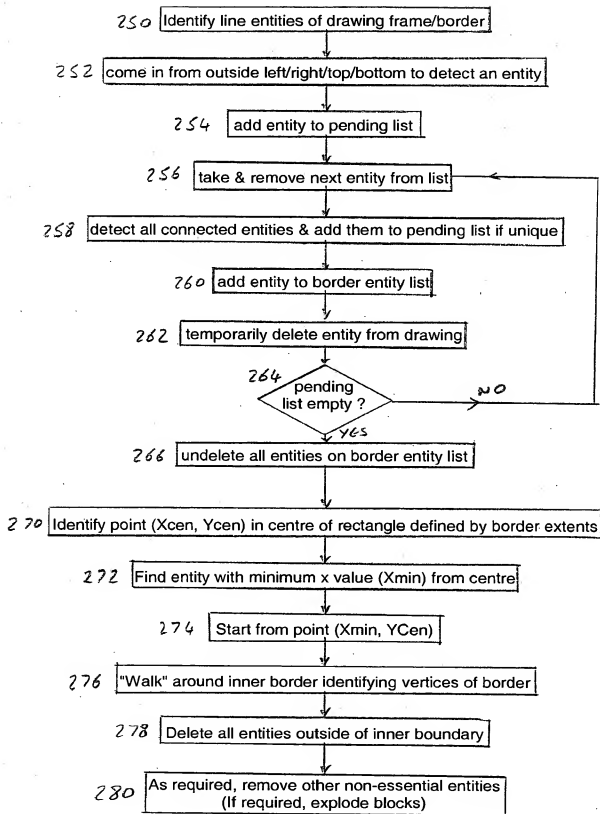 250 Identify line entities of drawing frame/border
252 come in from outside left/right/top/bottom to detect an entity
254 add entity to pending list
256 take & remove next entity from list
258 detect all connected entities & add them to pending list if unique
260 add entity to border entity list
262 temporarily delete entity from drawing
264
pending
list empty ?
NO
YES
266 undelete all entities on border entity list
270 Identify point (Xcen, Ycen) in centre of rectangle defined by border extents
272 Find entity with minimum x value (Xmin) from centre
274 Start from point (Xmin, YCen)
276 "Walk" around inner border identifying vertices of border
278 Delete all entities outside of inner boundary
280 As required, remove other non-essential entities
(If required, explode blocks)